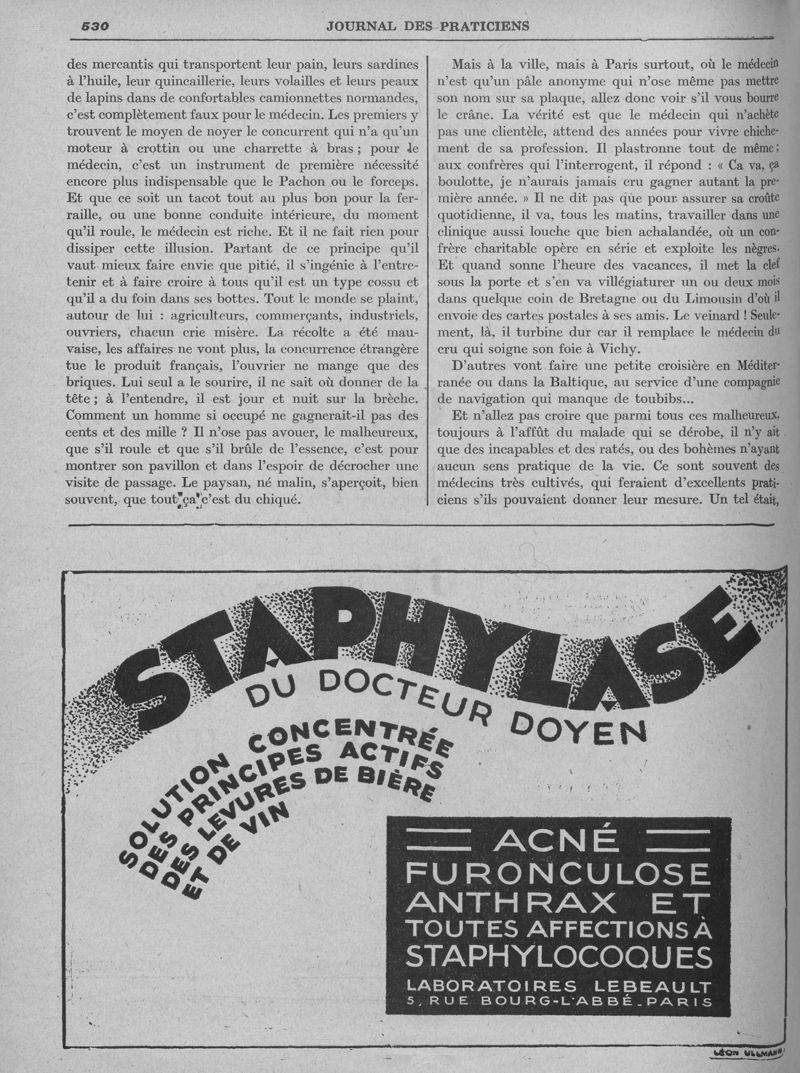 530
JOURNAL DES PRATICIENS
des mercantis qui transportent leur pain, leurs sardines
à l'huile, leur quincaillerie, leurs volailles et leurs peaux
de lapins dans de confortables camionnettes normandes,
c'est complètement faux pour le médecin. Les premiers y
trouvent le moyen de noyer le concurrent qui n'a qu'un
moteur à crottin ou une charrette à bras ; pour le
médecin, c'est un instrument de première nécessité
encore plus indispensable que le Pachon ou le forceps.
Et que ce soit un tacot tout au plus bon pour la fer-
raille, ou une bonne conduite intérieure, du moment
qu'il roule, le médecin est riche. Et il ne fait rien pour
dissiper cette illusion. Partant de ce principe qu'il
vaut mieux faire envie que pitié, il s'ingénie à l'entre-
tenir et à faire croire à tous qu'il est un type cossu et
qu'il a du foin dans ses bottes. Tout le monde se plaint,
autour de lui : agriculteurs, commerçants, industriels,
ouvriers, chacun crie misère. La récolte a été mau-
vaise, les affaires ne vont plus, la concurrence étrangère
tue le produit français, l'ouvrier ne mange que des
briques. Lui seul a le sourire, il ne sait où donner de la
tête ; à l'entendre, il est jour et nuit sur la brèche.
Comment un homme si occupé ne gagnerait-il pas des
cents et des mille ? Il n'ose pas avouer, le malheureux,
que s'il roule et que s'il brûle de l'essence, c'est pour
montrer son pavillon et dans l'espoir de décrocher une
visite de passage. Le paysan, né malin, s'aperçoit, bien
souvent, que tout "ça" c'est du chiqué.
Mais à la ville, mais à Paris surtout, où le médecin
n'est qu'un pâle anonyme qui n'ose même pas mettre
son nom sur sa plaque, allez donc voir s'il vous bourre
le crâne. La vérité est que le médecin qui n'achète
pas une clientèle, attend des années pour vivre chiche-
ment de sa profession. Il plastronne tout de même ;
aux confrères qui l'interrogent, il répond : « Ca va, ça
boulotte, je n'aurais jamais cru gagner autant la pre-
mière année. » Il ne dit pas que pour assurer sa croûte
quotidienne, il va, tous les matins, travailler dans une
clinique aussi louche que bien achalandée, où un con-
frère charitable opère en série et exploite les nègres.
Et quand sonne l'heure des vacances, il met la clef
sous la porte et s'en va villégiaturer un ou deux mois
dans quelque coin de Bretagne ou du Limousin d'où il
envoie des cartes postales à ses amis. Le veinard ! Seule-
ment, là, il turbine dur car il remplace le médecin du
cru qui soigne son foie à Vichy.
D'autres vont faire une petite croisière en Méditer-
ranée ou dans la Baltique, au service d'une compagnie
de navigation qui manque de toubibs...
Et n'allez pas croire que parmi tous ces malheureux,
toujours à l'affût du malade qui se dérobe, il n'y ait
que des incapables et des ratés, ou des bohèmes n'ayant
aucun sens pratique de la vie. Ce sont souvent des
médecins très cultivés, qui feraient d'excellents prati-
ciens s'ils pouvaient donner leur mesure. Un tel était,
STAPHYLASE
DU DOCTEUR DOYEN
SOLUTION CONCENTRÉE
DES PRINCIPES ACTIFS
DES LEVURES DE BIÈRE
ET DE VIN
ACNÉ
FURONCULOSE
ANTHRAX ET
TOUTES AFFECTIONS À
STAPHYLOCOQUES
LABORATOIRES LEBEAULT
5, RUE BOURG-L'ABBÉ-PARIS
LÉON ULLMANN